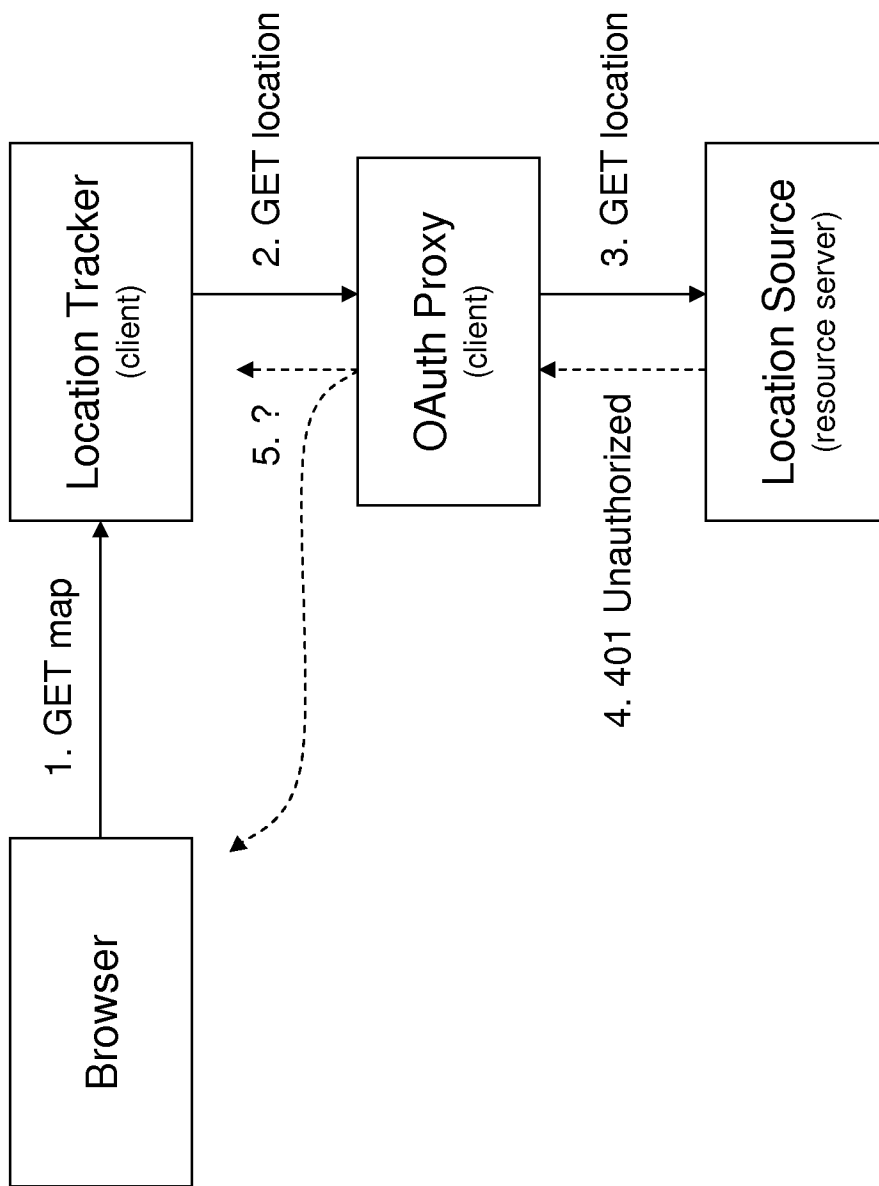 Browser
1. GET map
Location Tracker
(client)
2. GET location
5. ?
OAuth Proxy
(client)
3. GET location
4. 401 Unauthorized
Location Source
(resource server)